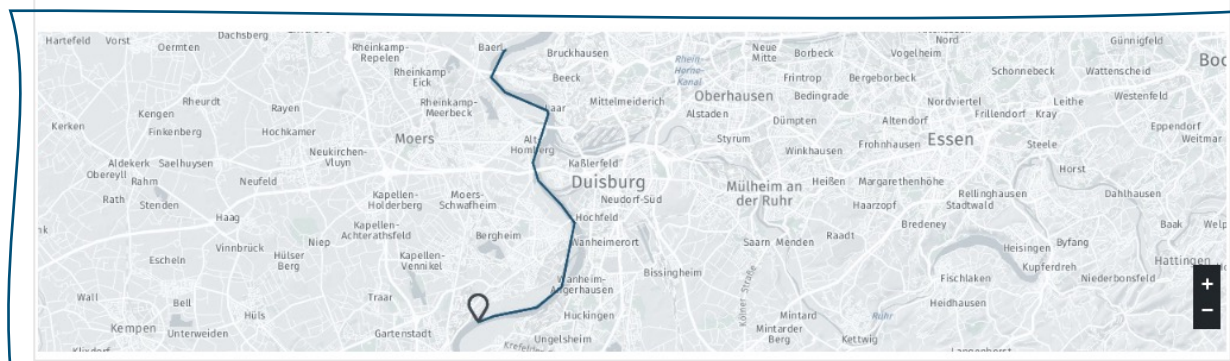 Hartefeld
Vorst
Oermten
Dachsberg
Rheinkamp-
Repelen
Baerl
Bruckhausen
Rhein-
Herne-
Kanal
Neue
Mitte
Borbeck
Vogelheim
Nord
Günnigfeld
Schonnebeck
Wattenscheid
Boc
Rheinkamp
Eick
Beeck
Frintrop
Bergeborbeck
Rheurdt
Rayen
Rheinkamp-
Meerbeck
aar
Mittelmeiderich
Oberhausen
Bedingrade
Nordviertel
Leithe
Westenfeld
Kengen
Alstaden
Dümpten
Altendorf
Frillendorf
Kray
Kerken
Finkenberg
Hochkamer
Moers
Alt
Homberg
Styrum
Winkhausen
Frohnhausen
Essen
Steele
Eppendorf
Weitmar
Neukirchen-
Vluyn
Aldekerk
Saelhuysen
Kaßlerfeld
Horst
Obereyll
Rahm
Neufeld
Duisburg
Mülheim an
der Ruhr
Heißen
Margarethenhöhe
Rath
Stenden
Kapellen-
Holderberg
Moers-
Schwafheim
Neudorf-Süd
Haarzopf
Rellinghausen
Stadtwald
Dahlhausen
Haag
Hochfeld
Bredeney
Baak
Welp
nk
Kapellen-
Achterathsfeld
Bergheim
Wanheimerort
Saarn
Menden
Raadt
Heisingen
Byfang
Vinnbrück
Niep
Hülser
Berg
Kapellen-
Vennikel
Escheln
Bissingheim
Kupferdreh
Hattingen
Wanheim-
Angerhausen
Kölner Straße
Fischlaken
Niederbonsfeld
Wall
Bell
Hüls
Traar
Heidhausen
Kempen
Unterweiden
Gartenstadt
Huckingen
Mintard
Ruhr
Mintarder
Berg
Kettwig
Ungelsheim
+
−